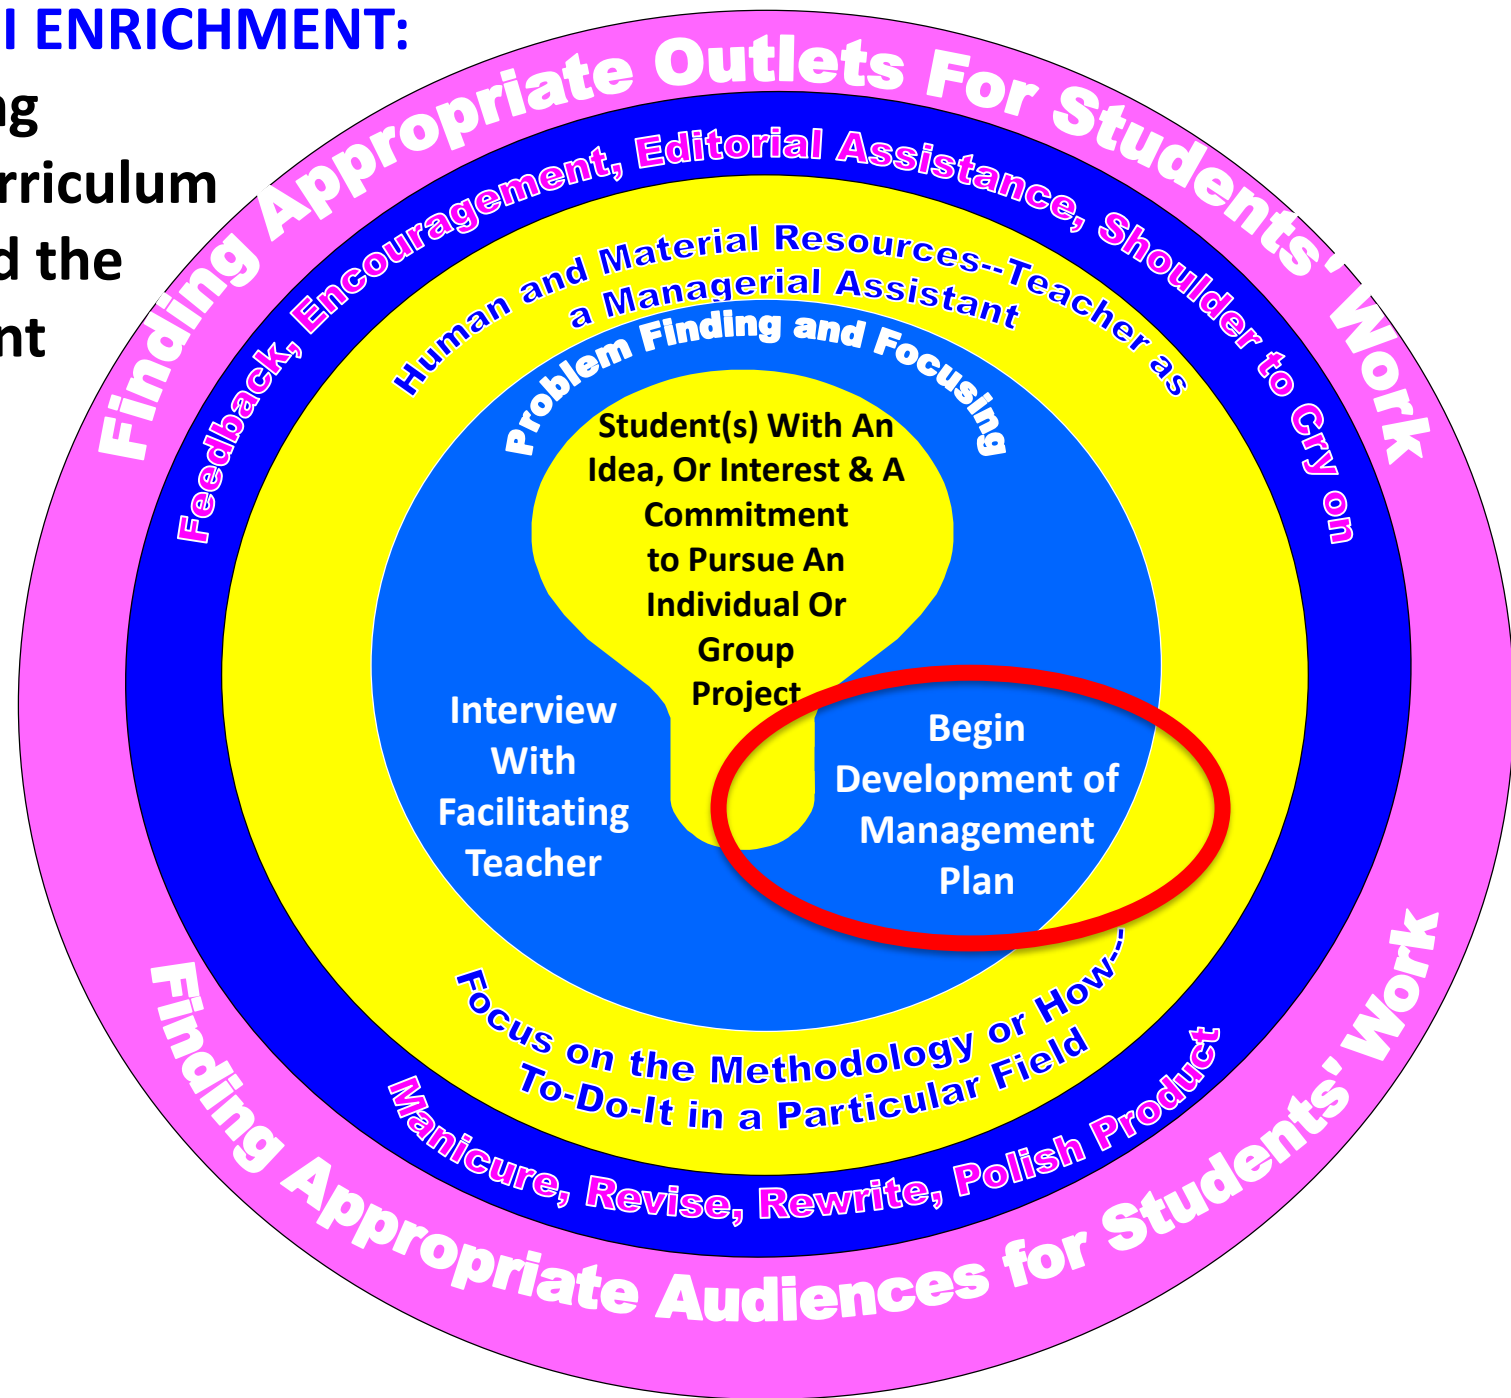 I ENRICHMENT:
ng
rriculum
d the
nt
Finding Appropriate Outlets For Students' Work
Feedback, Encouragement, Editorial Assistance, Shoulder to Cry on
Human and Material Resources--Teacher as
a Managerial Assistant
Problem Finding and Focusing
Student(s) With An
Idea, Or Interest & A
Commitment
to Pursue An
Individual Or
Group
Project
Interview
With
Facilitating
Teacher
Begin
Development of
Management
Plan
Focus on the Methodology or How---
To-Do-It in a Particular Field
Manicure, Revise, Rewrite, Polish Product
Finding Appropriate Audiences for Students' Work